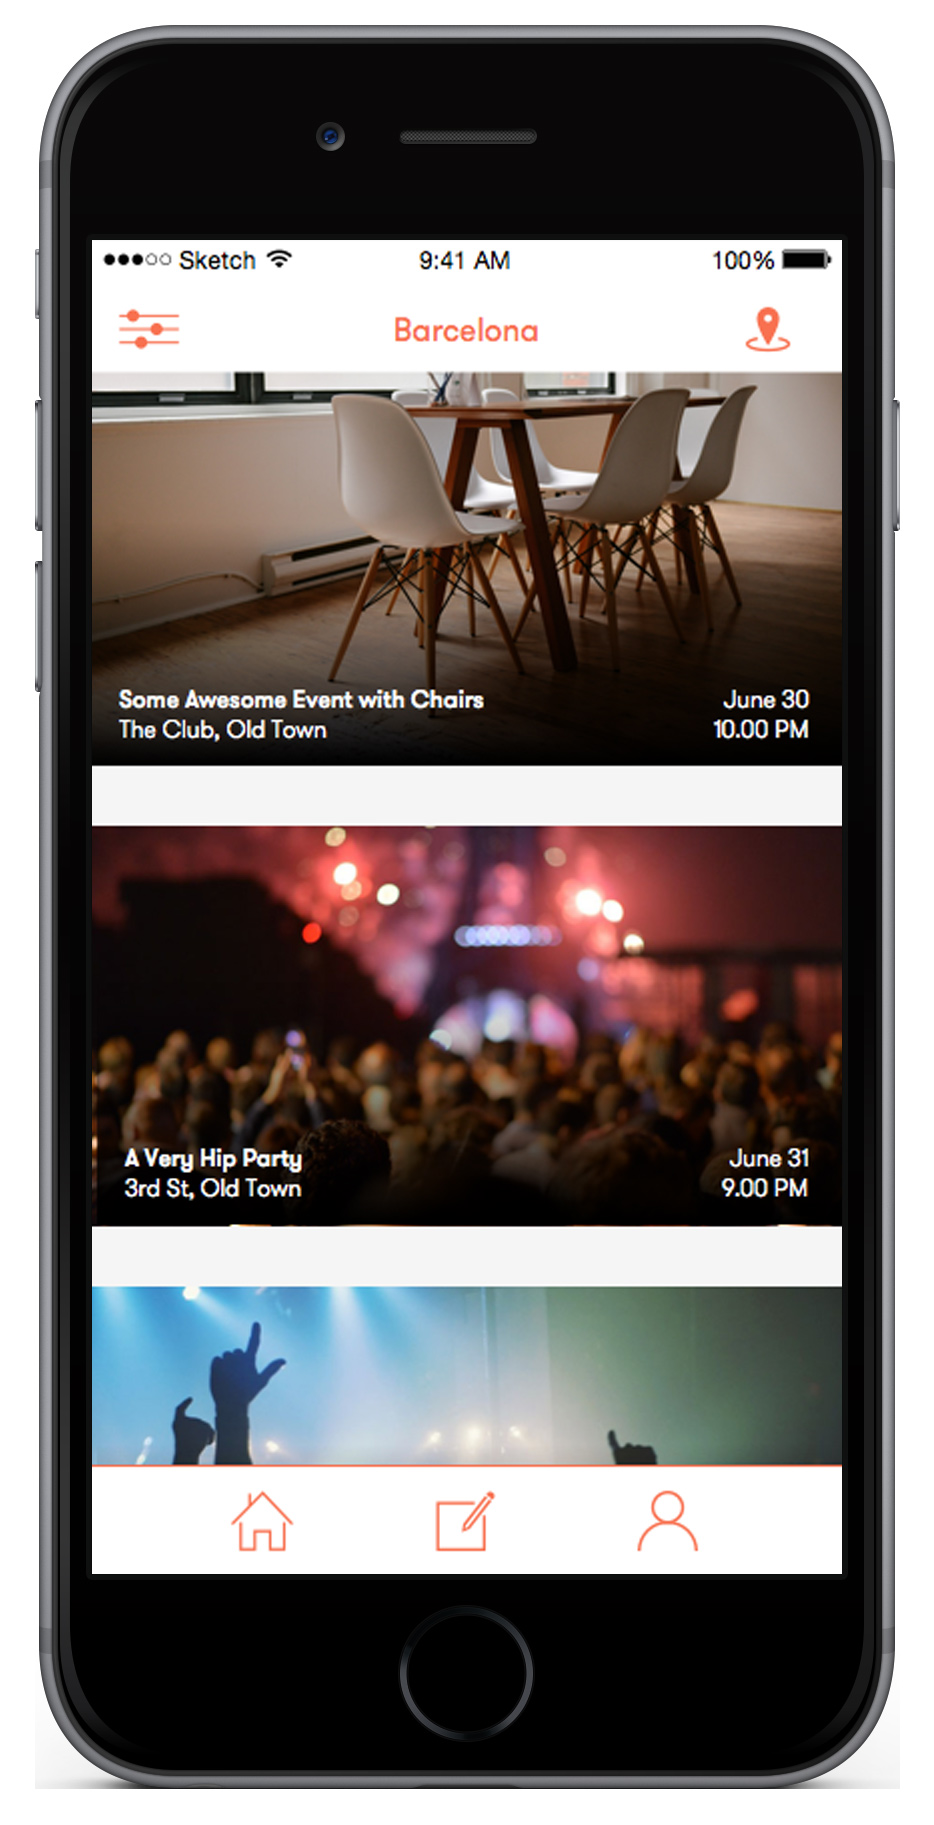 Sketch 9:41 AM 100%
Barcelona
Some Awesome Event with Chairs June 30
The Club, Old Town 10.00 PM
A Very Hip Party June 31
3rd St, Old Town 9.00 PM